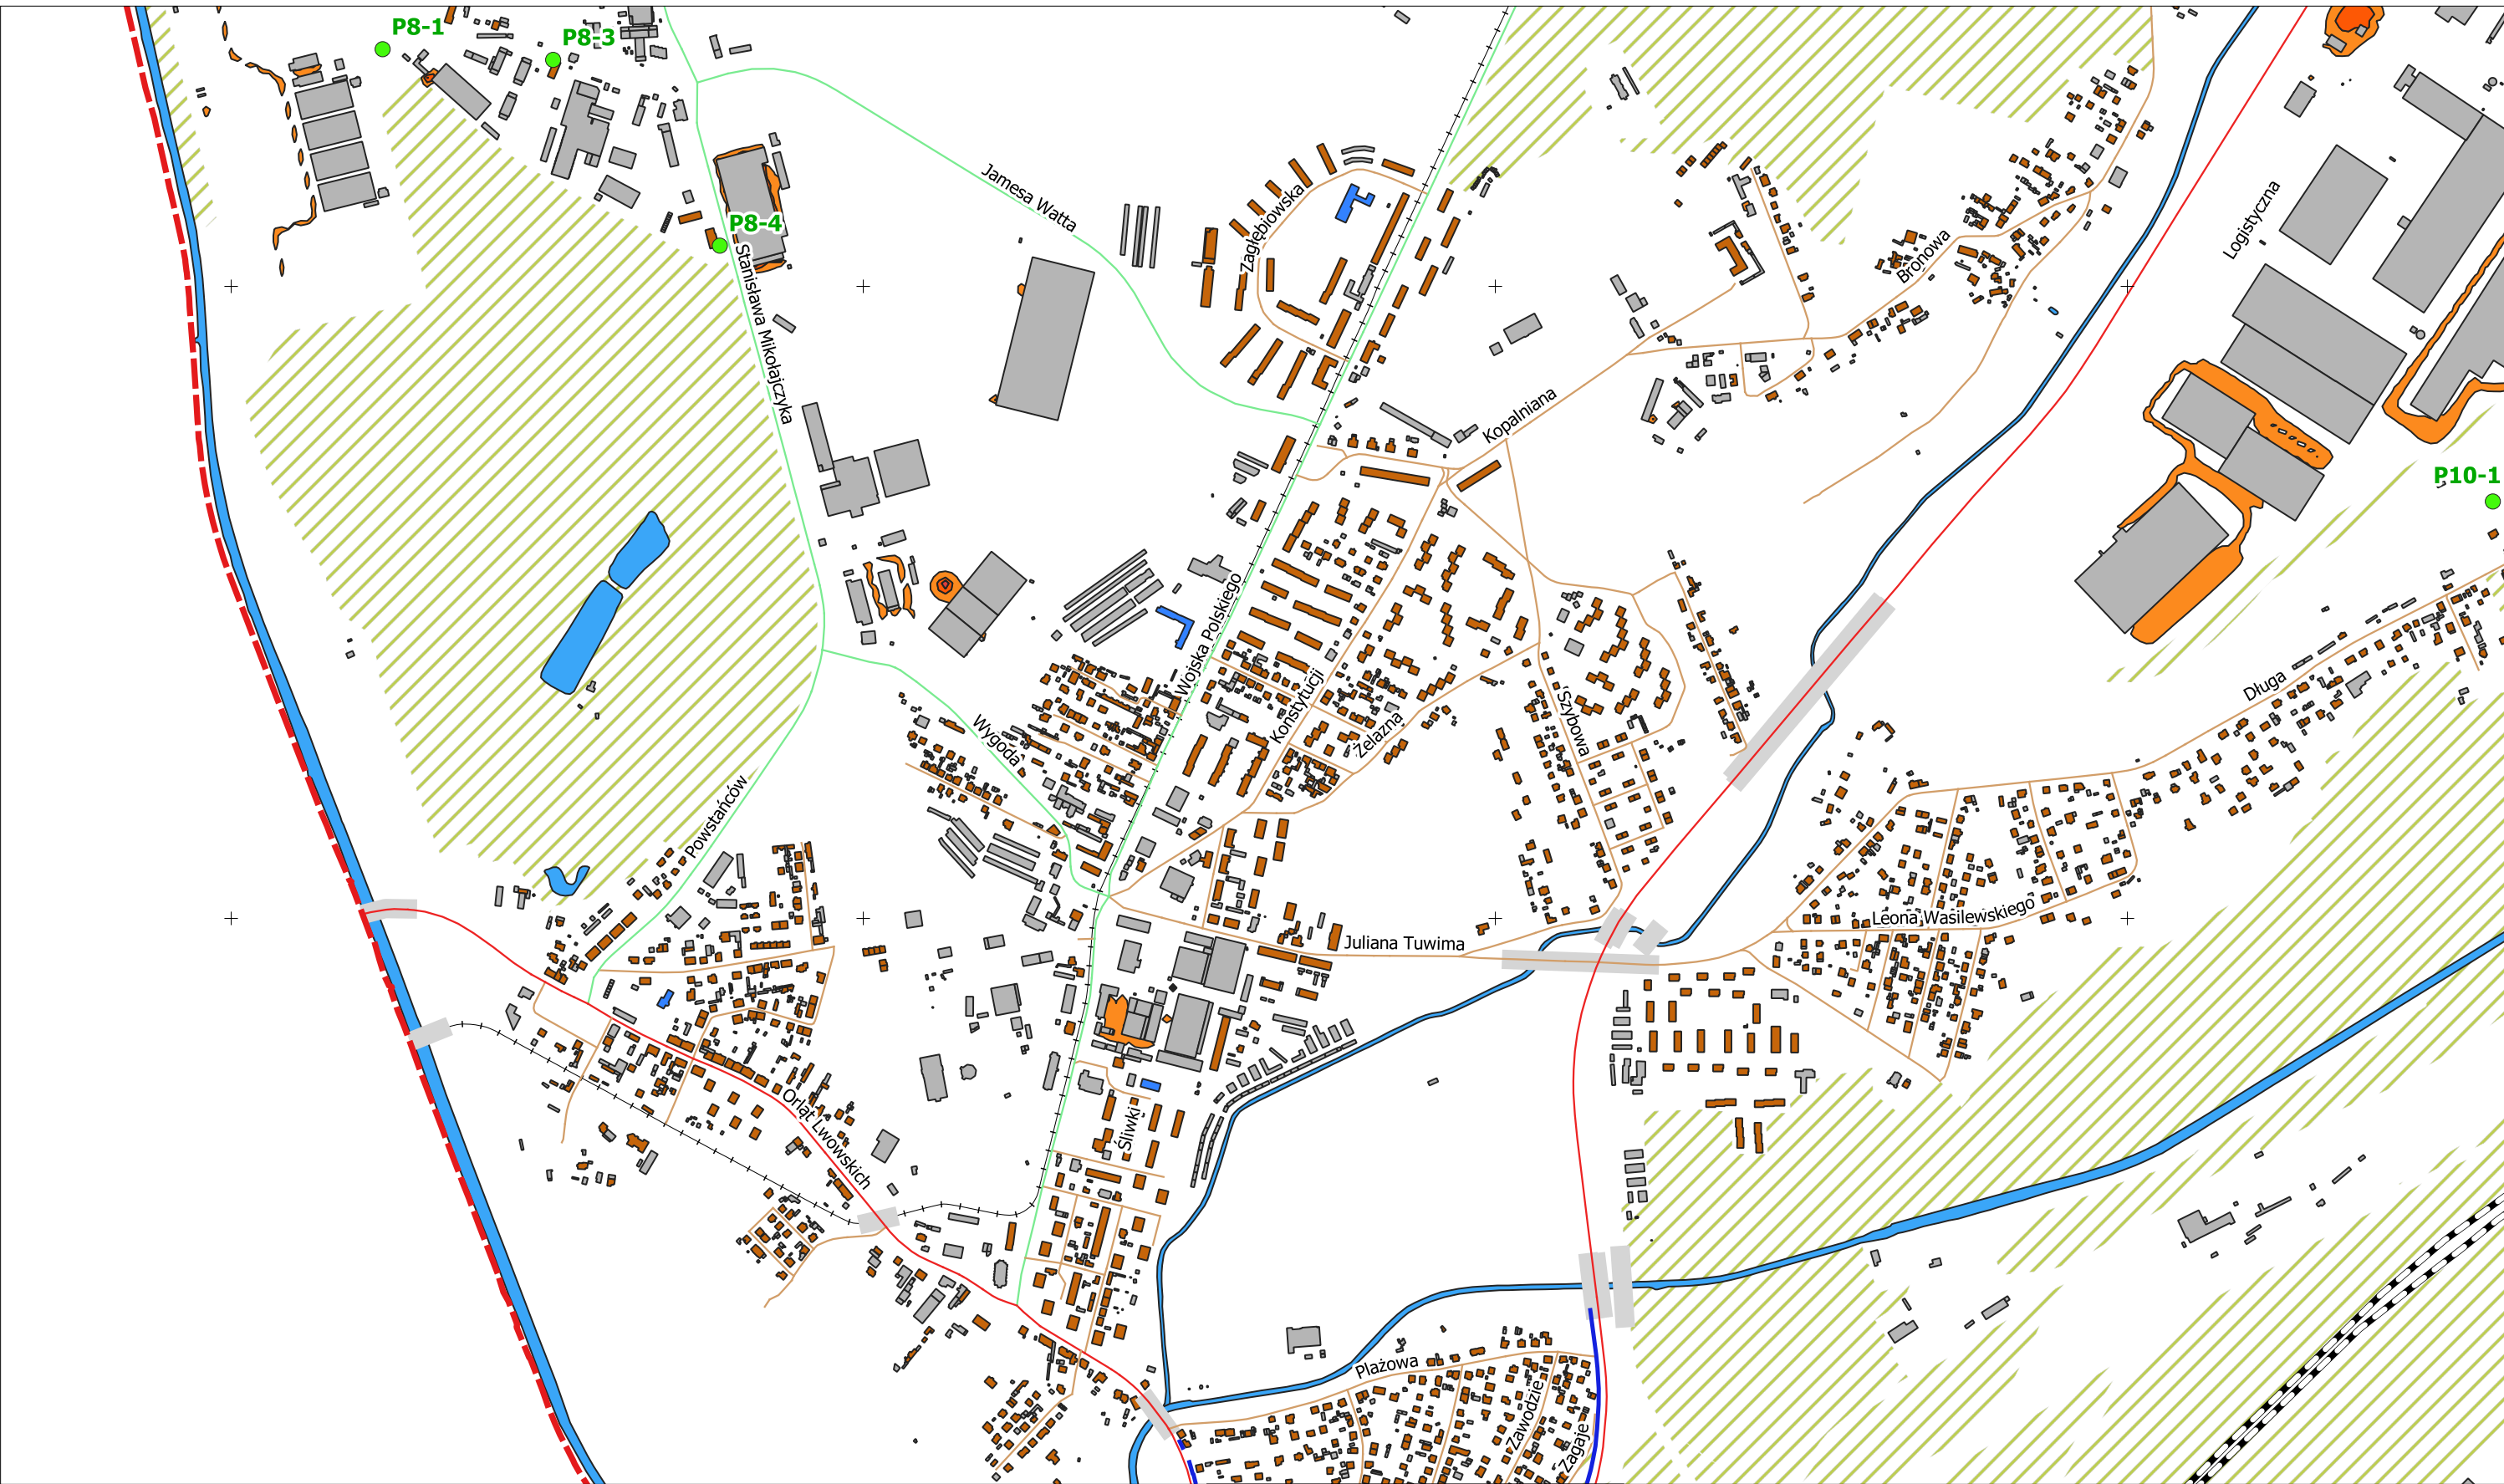 P8-1
P8-3
Jamesa Watta
Zagłębiowska
P8-4
Stanisława Mikołajczyka
Logistyczna
Bronowa
Kopalniana
P10-1
Wojska Polskiego
Konstytucji
Żelazna
Szybowa
Długa
Wygoda
Powstańców
Leona Wasilewskiego
Juliana Tuwima
Orląt Lwowskich
Śliwki
Plażowa
Zawodzie
Zagaje